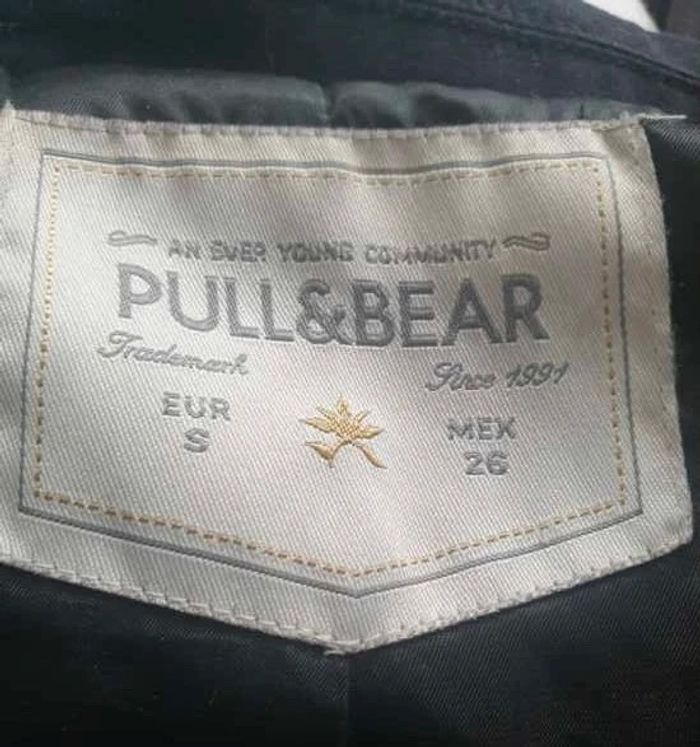 AN EVER YOUNG COMMUNITY
PULL&BEAR
Trademark
Since 1991
EUR
S
MEX
26